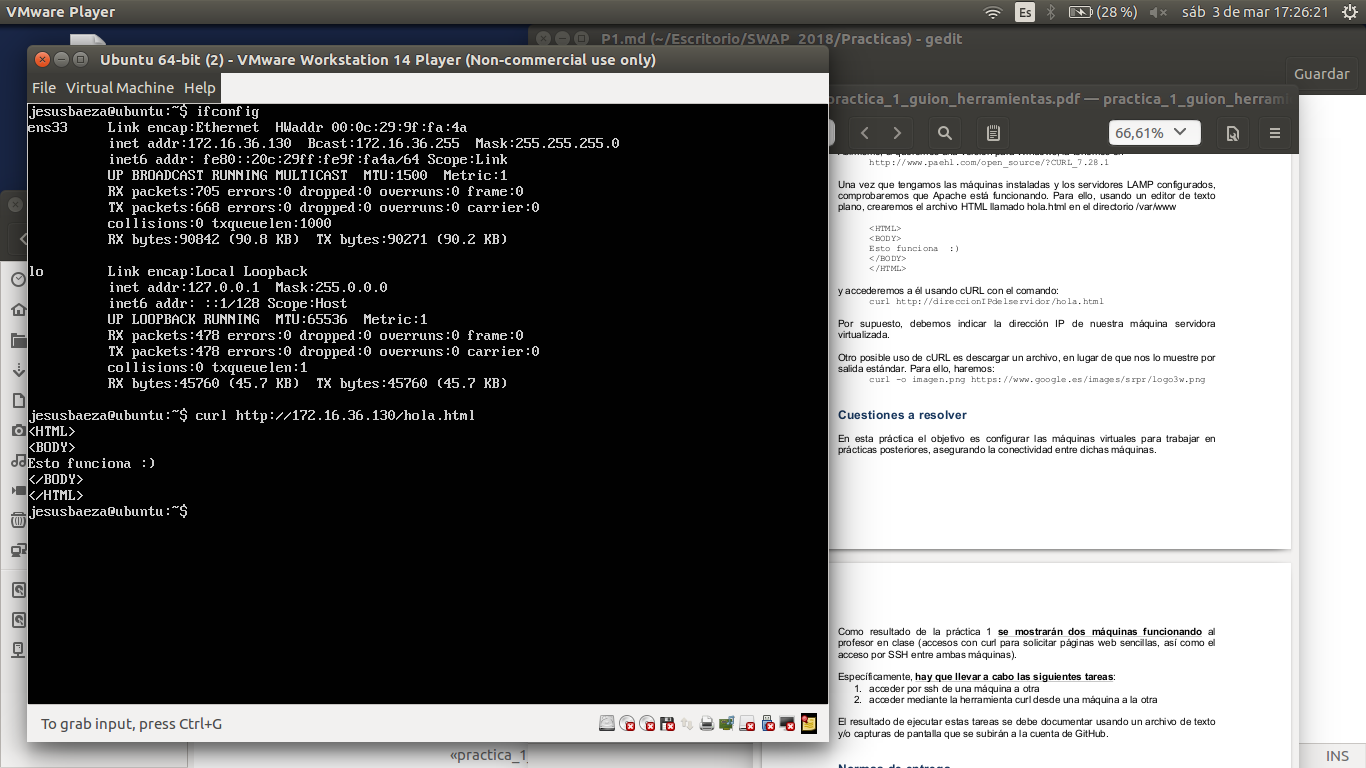 VMware Player
Es
(28 %)
sáb 3 de mar 17:26:21
P1.md (~/Escritorio/SWAP_2018/Practicas) - gedit
Guardar
Ubuntu 64-bit (2) - VMware Workstation 14 Player (Non-commercial use only)
File Virtual Machine Help
jesusbaeza@ubuntu:~$ ifconfig
ens33 Link encap:Ethernet HWaddr 00:0c:29:9f:fa:4a
inet addr:172.16.36.130 Bcast:172.16.36.255 Mask:255.255.255.0
inet6 addr: fe80::20c:29ff:fe9f:fa4a/64 Scope:Link
UP BROADCAST RUNNING MULTICAST MTU:1500 Metric:1
RX packets:705 errors:0 dropped:0 overruns:0 frame:0
TX packets:668 errors:0 dropped:0 overruns:0 carrier:0
collisions:0 txqueuelen:1000
RX bytes:90842 (90.8 KB) TX bytes:90271 (90.2 KB)
lo Link encap:Local Loopback
inet addr:127.0.0.1 Mask:255.0.0.0
inet6 addr: ::1/128 Scope:Host
UP LOOPBACK RUNNING MTU:65536 Metric:1
RX packets:478 errors:0 dropped:0 overruns:0 frame:0
TX packets:478 errors:0 dropped:0 overruns:0 carrier:0
collisions:0 txqueuelen:1
RX bytes:45760 (45.7 KB) TX bytes:45760 (45.7 KB)
jesusbaeza@ubuntu:~$ curl http://172.16.36.130/hola.html
<HTML>
<BODY>
Esto funciona :)
</BODY>
</HTML>
jesusbaeza@ubuntu:~$
To grab input, press Ctrl+G
practica_1_guion_herramientas.pdf — practica_1_guion_herrami
66,61%
http://www.paehl.com/open_source/?CURL_7.28.1
Una vez que tengamos las máquinas instaladas y los servidores LAMP configurados,
comprobaremos que Apache está funcionando. Para ello, usando un editor de texto
plano, crearemos el archivo HTML llamado hola.html en el directorio /var/www
<HTML>
<BODY>
Esto funciona :)
</BODY>
</HTML>
y accederemos a él usando cURL con el comando:
curl http://direccionIPdelservidor/hola.html
Por supuesto, debemos indicar la dirección IP de nuestra máquina servidora
virtualizada.
Otro posible uso de cURL es descargar un archivo, en lugar de que nos lo muestre por
salida estándar. Para ello, haremos:
curl -o imagen.png https://www.google.es/images/srpr/logo3w.png
Cuestiones a resolver
En esta práctica el objetivo es configurar las máquinas virtuales para trabajar en
prácticas posteriores, asegurando la conectividad entre dichas máquinas.
Como resultado de la práctica 1 se mostrarán dos máquinas funcionando al
profesor en clase (accesos con curl para solicitar páginas web sencillas, así como el
acceso por SSH entre ambas máquinas).
Específicamente, hay que llevar a cabo las siguientes tareas:
1. acceder por ssh de una máquina a otra
2. acceder mediante la herramienta curl desde una máquina a la otra
El resultado de ejecutar estas tareas se debe documentar usando un archivo de texto
y/o capturas de pantalla que se subirán a la cuenta de GitHub.
Normas de entrega
«practica_1
INS